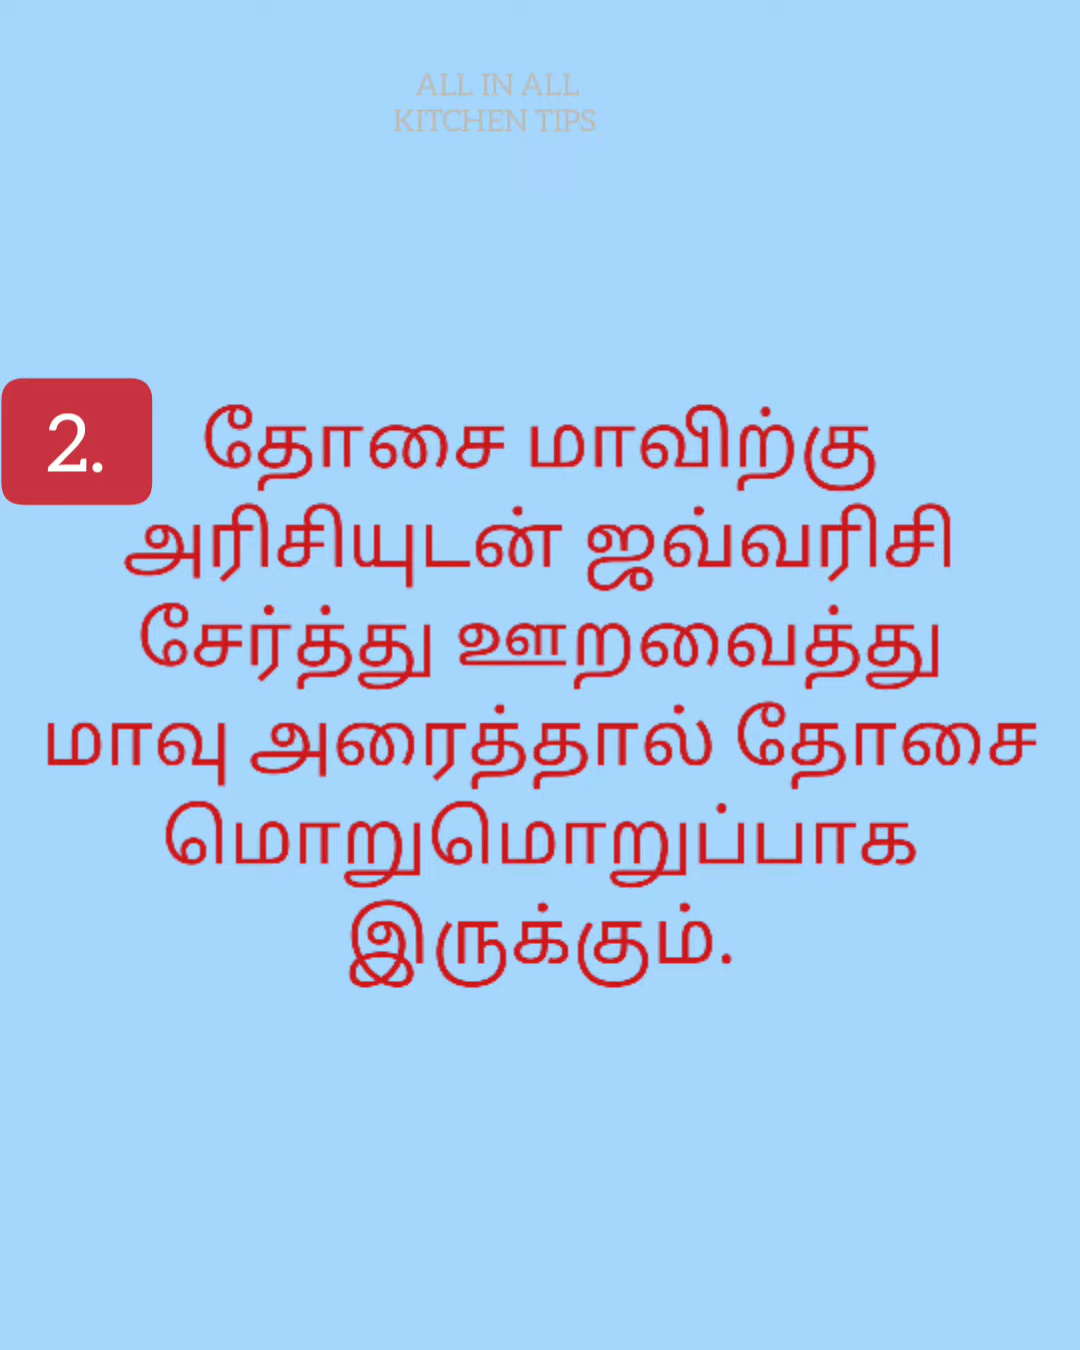 ALL IN ALL
KITCHEN TIPS
2. தோசை மாவிற்கு
அரிசியுடன் ஜவ்வரிசி
சேர்த்து ஊறவைத்து
மாவு அரைத்தால் தோசை
மொறுமொறுப்பாக
இருக்கும்.